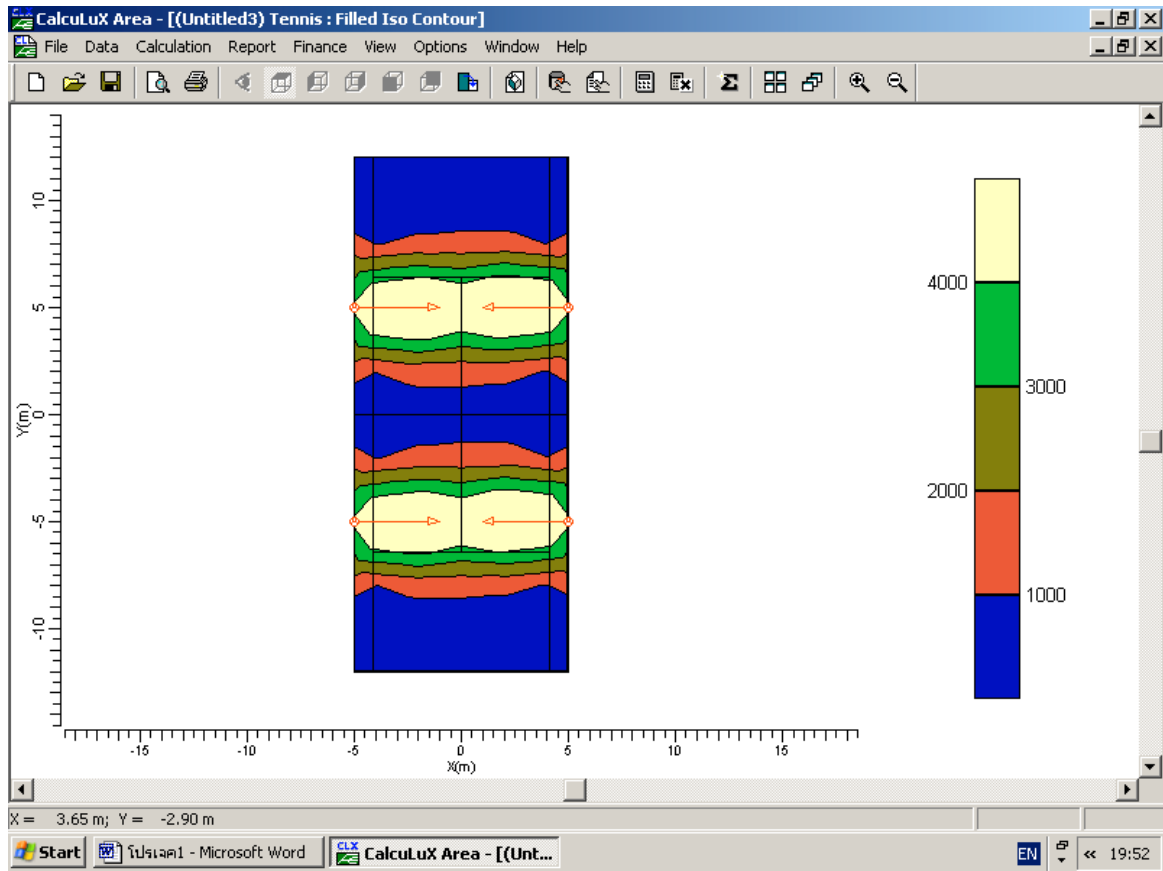 CalcuLuX Area - [(Untitled3) Tennis : Filled Iso Contour]
File Data Calculation Report Finance View Options Window Help
10
5
0
-5
-10
Y(m)
-15 -10 -5 0 5 10 15
X(m)
4000
3000
2000
1000
X = 3.65 m; Y = -2.90 m
Start โปรเจค1 - Microsoft Word CLX CalcuLuX Area - [(Unt... EN « 19:52